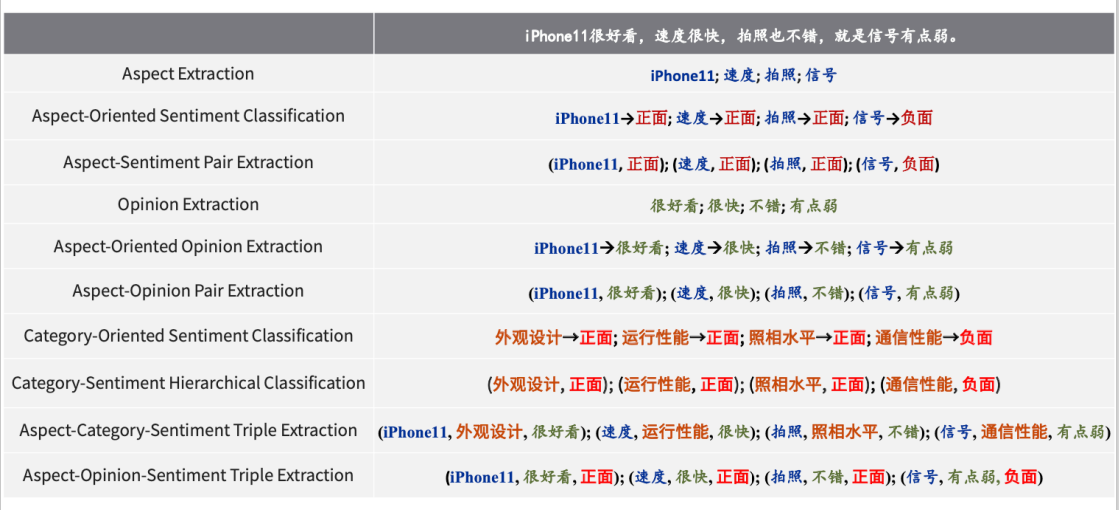 iPhone11很好看，速度很快，拍照也不错，就是信号有点弱。
Aspect Extraction iPhone11; 速度; 拍照; 信号
Aspect-Oriented Sentiment Classification iPhone11→正面; 速度→正面; 拍照→正面; 信号→负面
Aspect-Sentiment Pair Extraction (iPhone11, 正面); (速度, 正面); (拍照, 正面); (信号, 负面)
Opinion Extraction 很好看; 很快; 不错; 有点弱
Aspect-Oriented Opinion Extraction iPhone11→很好看; 速度→很快; 拍照→不错; 信号→有点弱
Aspect-Opinion Pair Extraction (iPhone11, 很好看); (速度, 很快); (拍照, 不错); (信号, 有点弱)
Category-Oriented Sentiment Classification 外观设计→正面; 运行性能→正面; 照相水平→正面; 通信性能→负面
Category-Sentiment Hierarchical Classification (外观设计, 正面); (运行性能, 正面); (照相水平, 正面); (通信性能, 负面)
Aspect-Category-Sentiment Triple Extraction (iPhone11, 外观设计, 很好看); (速度, 运行性能, 很快); (拍照, 照相水平, 不错); (信号, 通信性能, 有点弱)
Aspect-Opinion-Sentiment Triple Extraction (iPhone11, 很好看, 正面); (速度, 很快, 正面); (拍照, 不错, 正面); (信号, 有点弱, 负面)